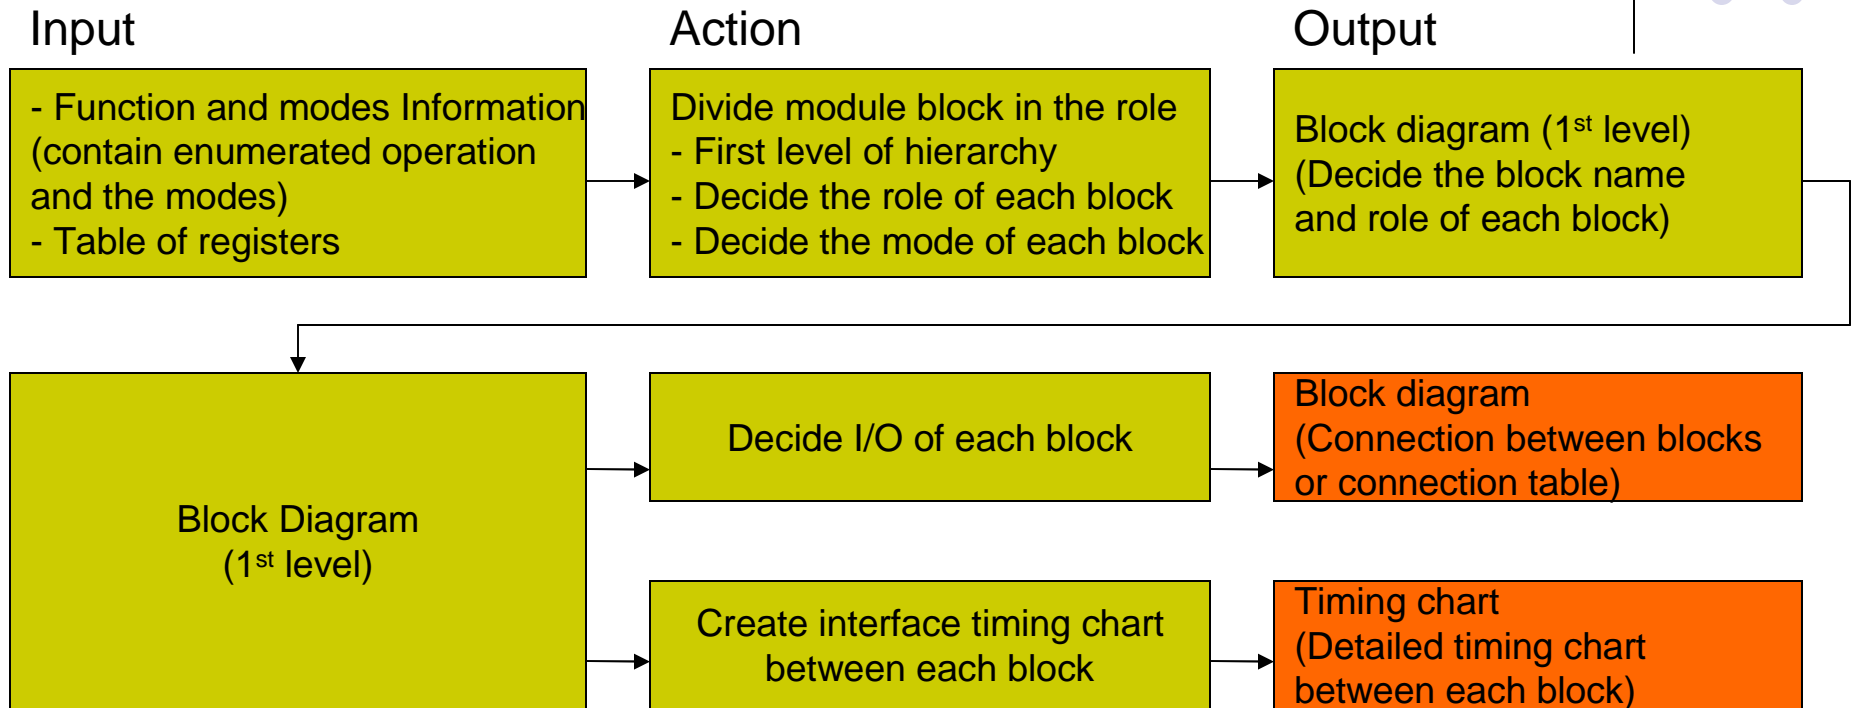 Input
Action
Output
- Function and modes Information
(contain enumerated operation
and the modes)
- Table of registers
Divide module block in the role
- First level of hierarchy
- Decide the role of each block
- Decide the mode of each block
Block diagram (1st level)
(Decide the block name
and role of each block)
Block Diagram
(1st level)
Decide I/O of each block
Block diagram
(Connection between blocks
or connection table)
Create interface timing chart
between each block
Timing chart
(Detailed timing chart
between each block)